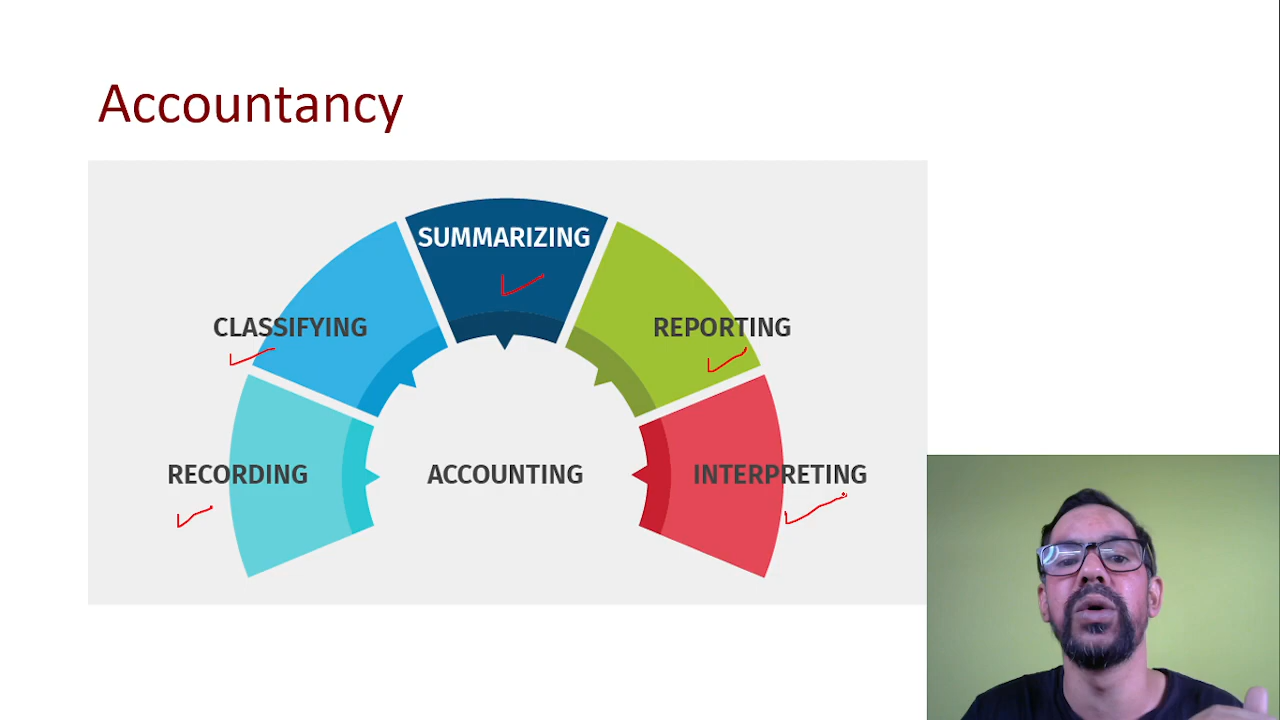 Accountancy
SUMMARIZING
CLASSIFYING
REPORTING
RECORDING
ACCOUNTING
INTERPRETING